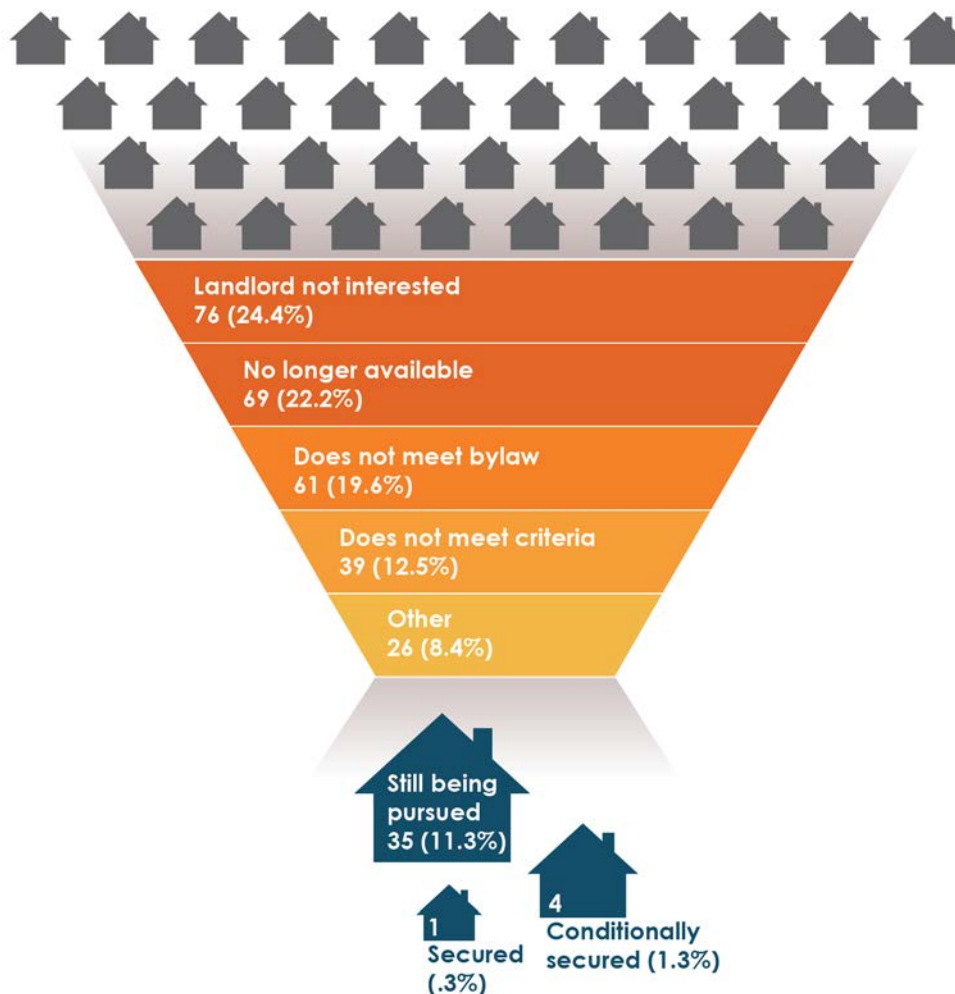 Landlord not interested
76 (24.4%)
No longer available
69 (22.2%)
Does not meet bylaw
61 (19.6%)
Does not meet criteria
39 (12.5%)
Other
26 (8.4%)
Still being
pursued
35 (11.3%)
1
Secured
(.3%)
4
Conditionally
secured (1.3%)